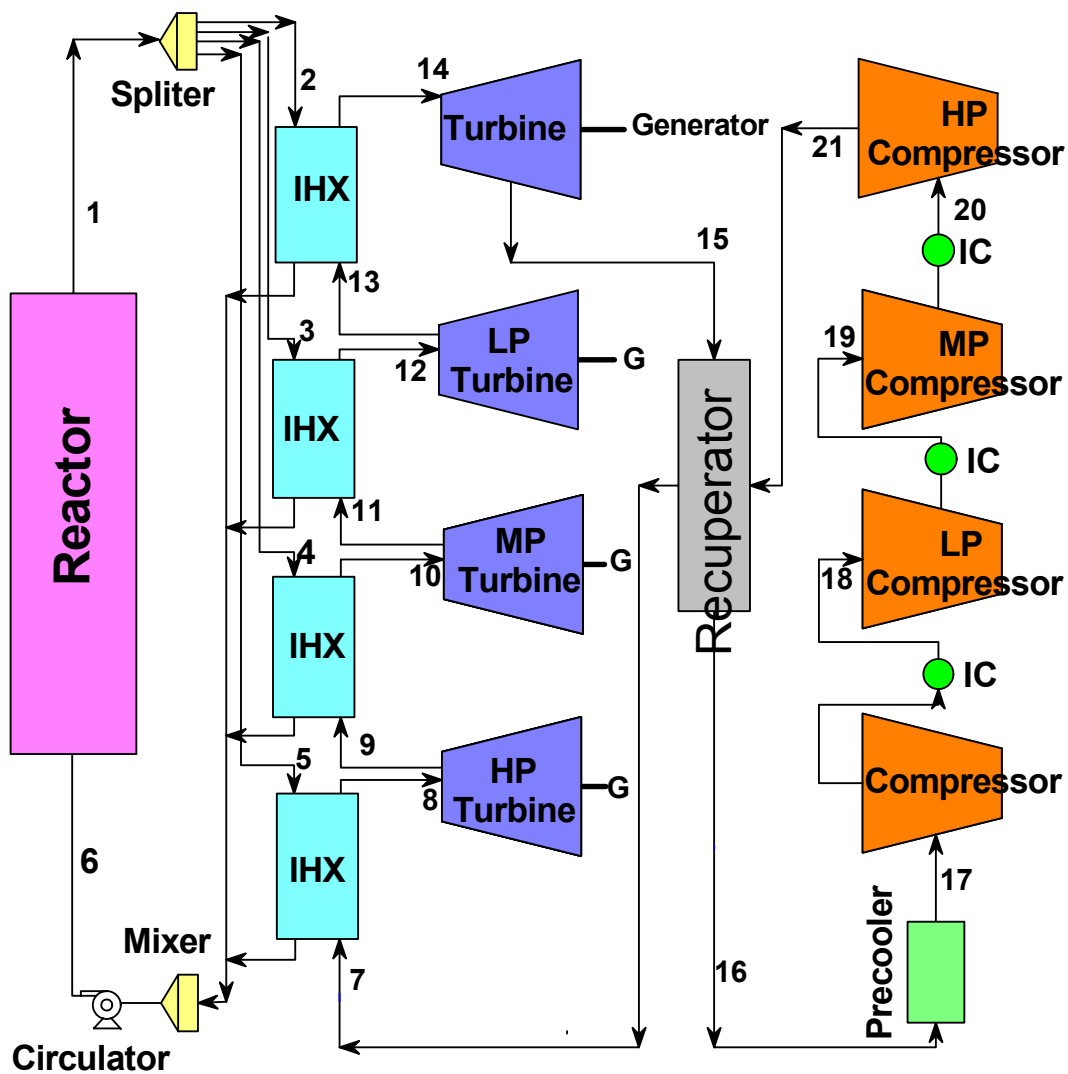 Spliter
2
14
Turbine
Generator
HP
Compressor
21
1
IHX
20
15
IC
13
3
LP
Turbine
G
12
19
MP
Compressor
Reactor
IHX
Recuperator
IC
11
4
MP
Turbine
G
10
LP
Compressor
18
IHX
IC
9
5
HP
Turbine
G
8
Compressor
6
IHX
17
Mixer
7
16
Precooler
Circulator